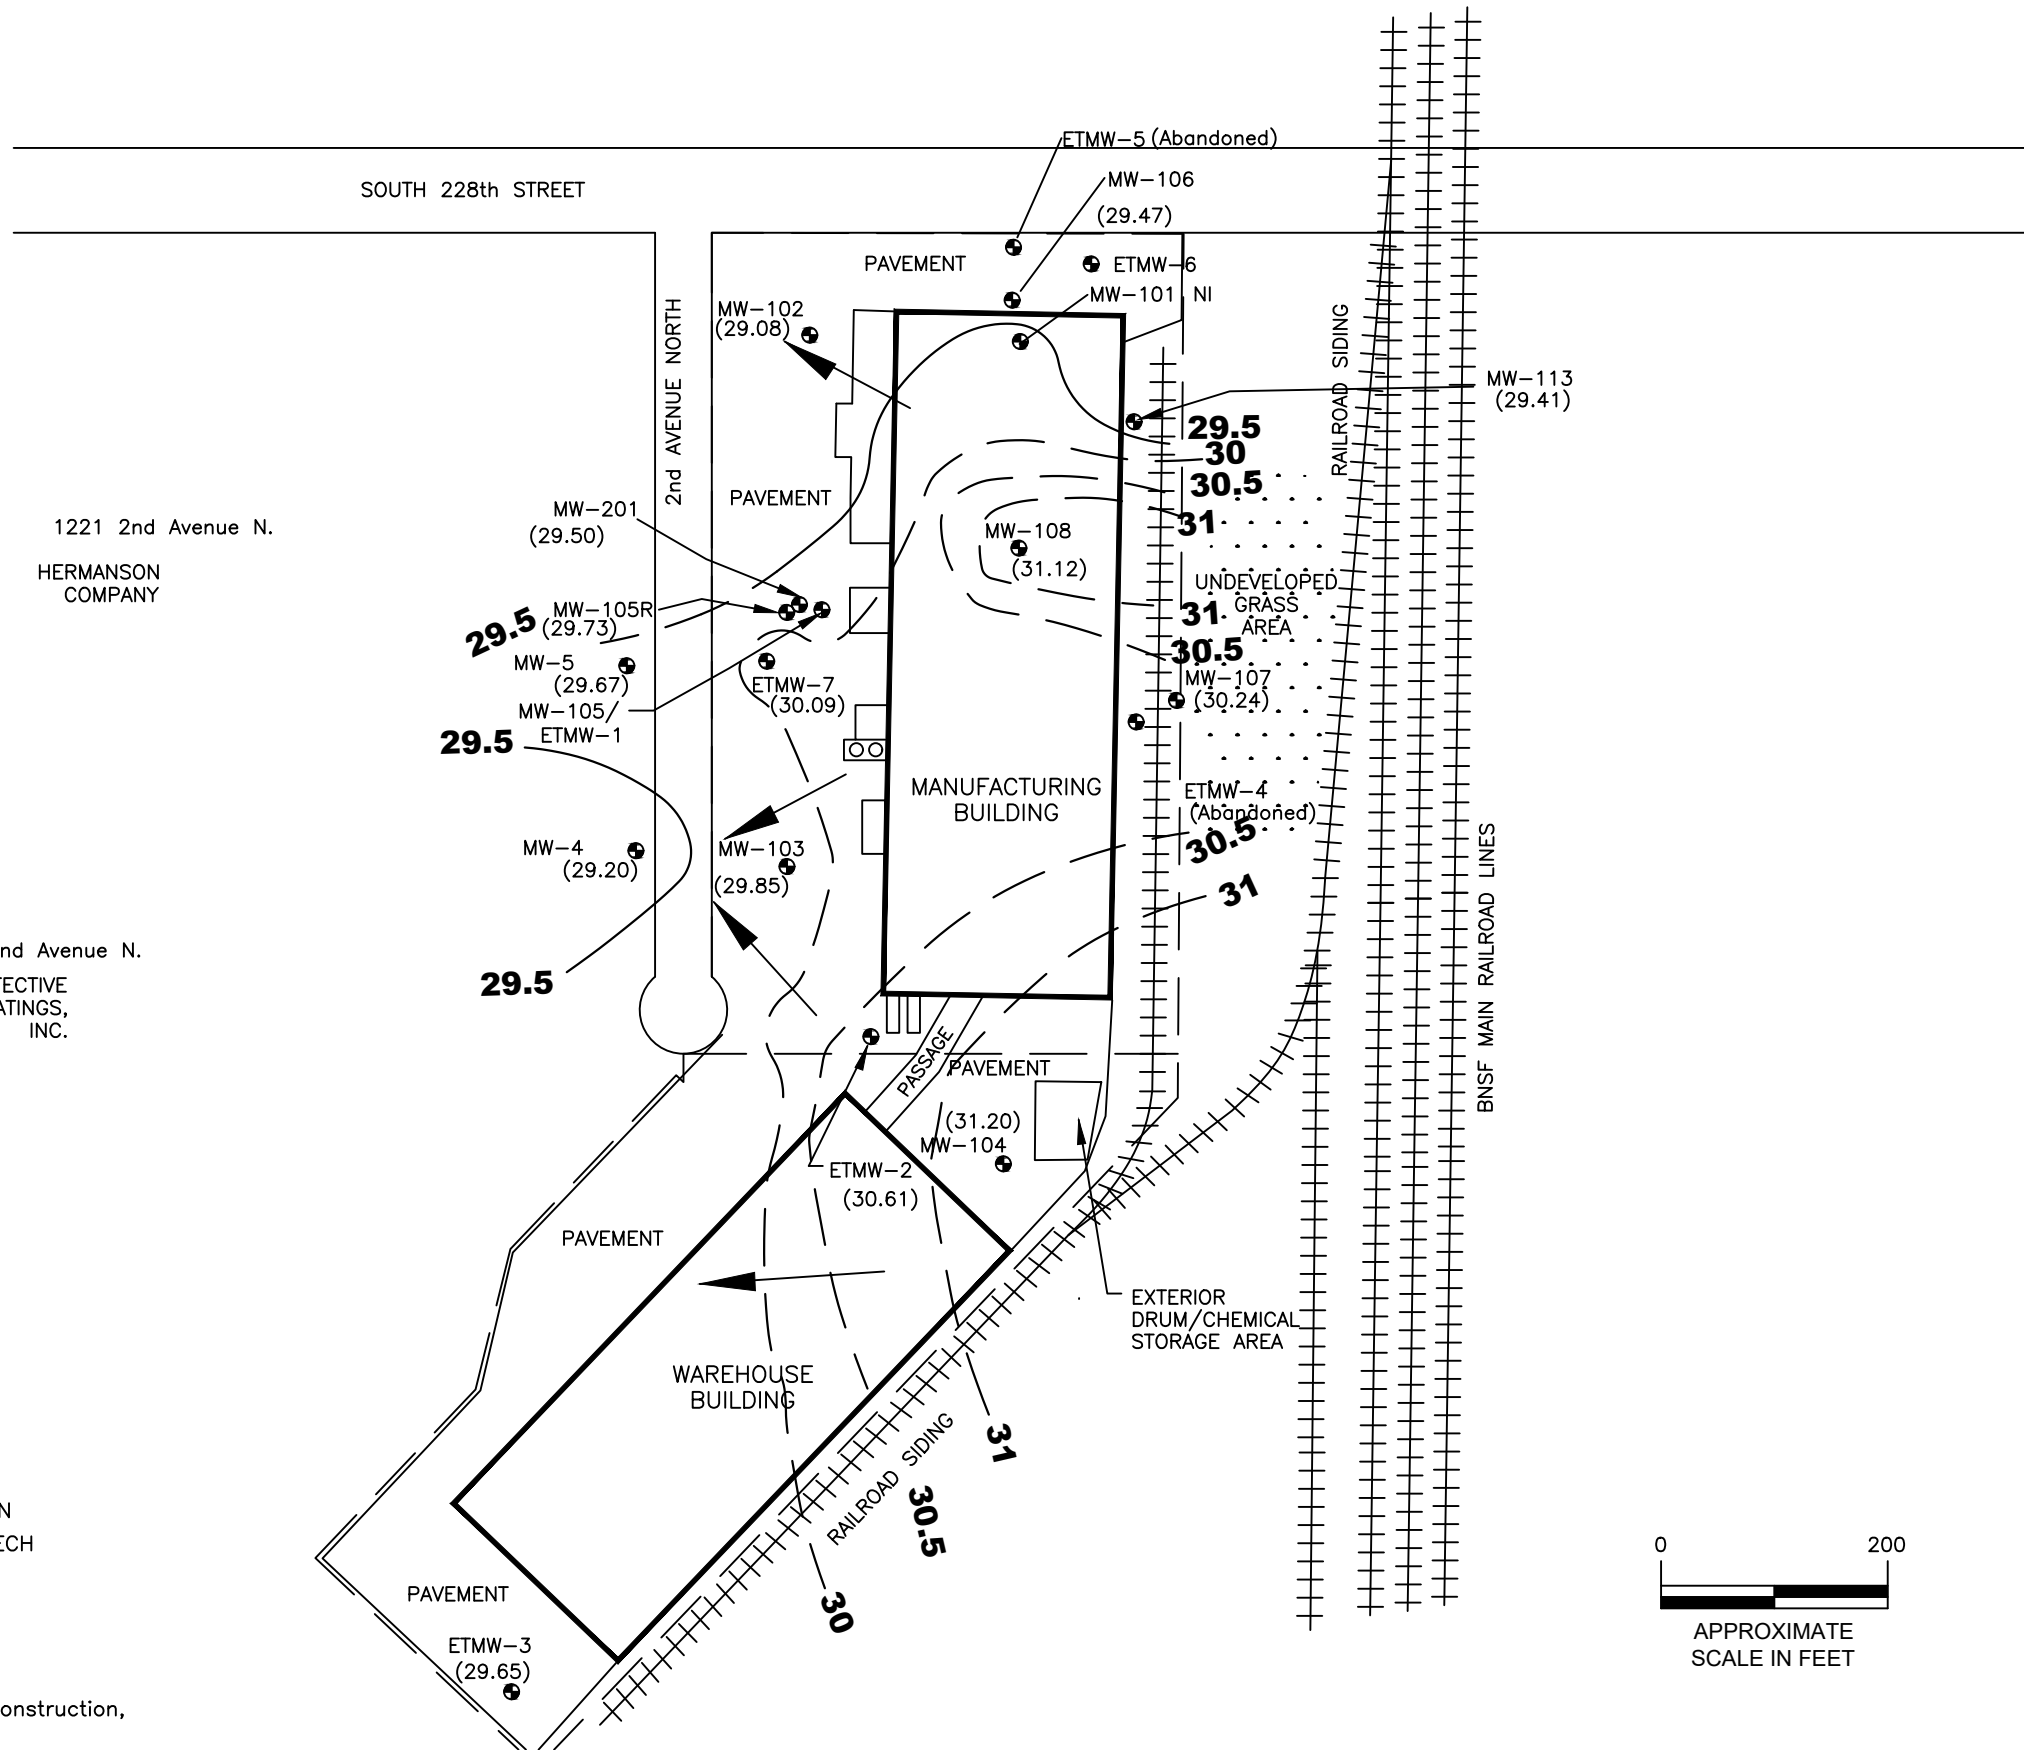 ETMW-5 (Abandoned)
SOUTH 228th STREET
MW-106
(29.47)
PAVEMENT
ETMW-6
MW-101 NI
MW-102
(29.08)
2nd AVENUE NORTH
RAILROAD SIDING
MW-113
(29.41)
29.5
30
30.5
31
PAVEMENT
MW-201
(29.50)
1221 2nd Avenue N.
HERMANSON
COMPANY
MW-108
(31.12)
UNDEVELOPED
GRASS
AREA
31
30.5
MW-105R
(29.73)
29.5
MW-5
(29.67)
ETMW-7
(30.09)
MW-107
(30.24)
MW-105/
ETMW-1
29.5
MANUFACTURING
BUILDING
ETMW-4
(Abandoned)
30.5
31
MW-4
(29.20)
MW-103
(29.85)
BNSF MAIN RAILROAD LINES
nd Avenue N.
TECTIVE
ATINGS,
INC.
29.5
PASSAGE
PAVEMENT
(31.20)
MW-104
ETMW-2
(30.61)
PAVEMENT
EXTERIOR
DRUM/CHEMICAL
STORAGE AREA
WAREHOUSE
BUILDING
RAILROAD SIDING
31
30.5
30
N
ECH
PAVEMENT
ETMW-3
(29.65)
onstruction,
0 200
APPROXIMATE
SCALE IN FEET